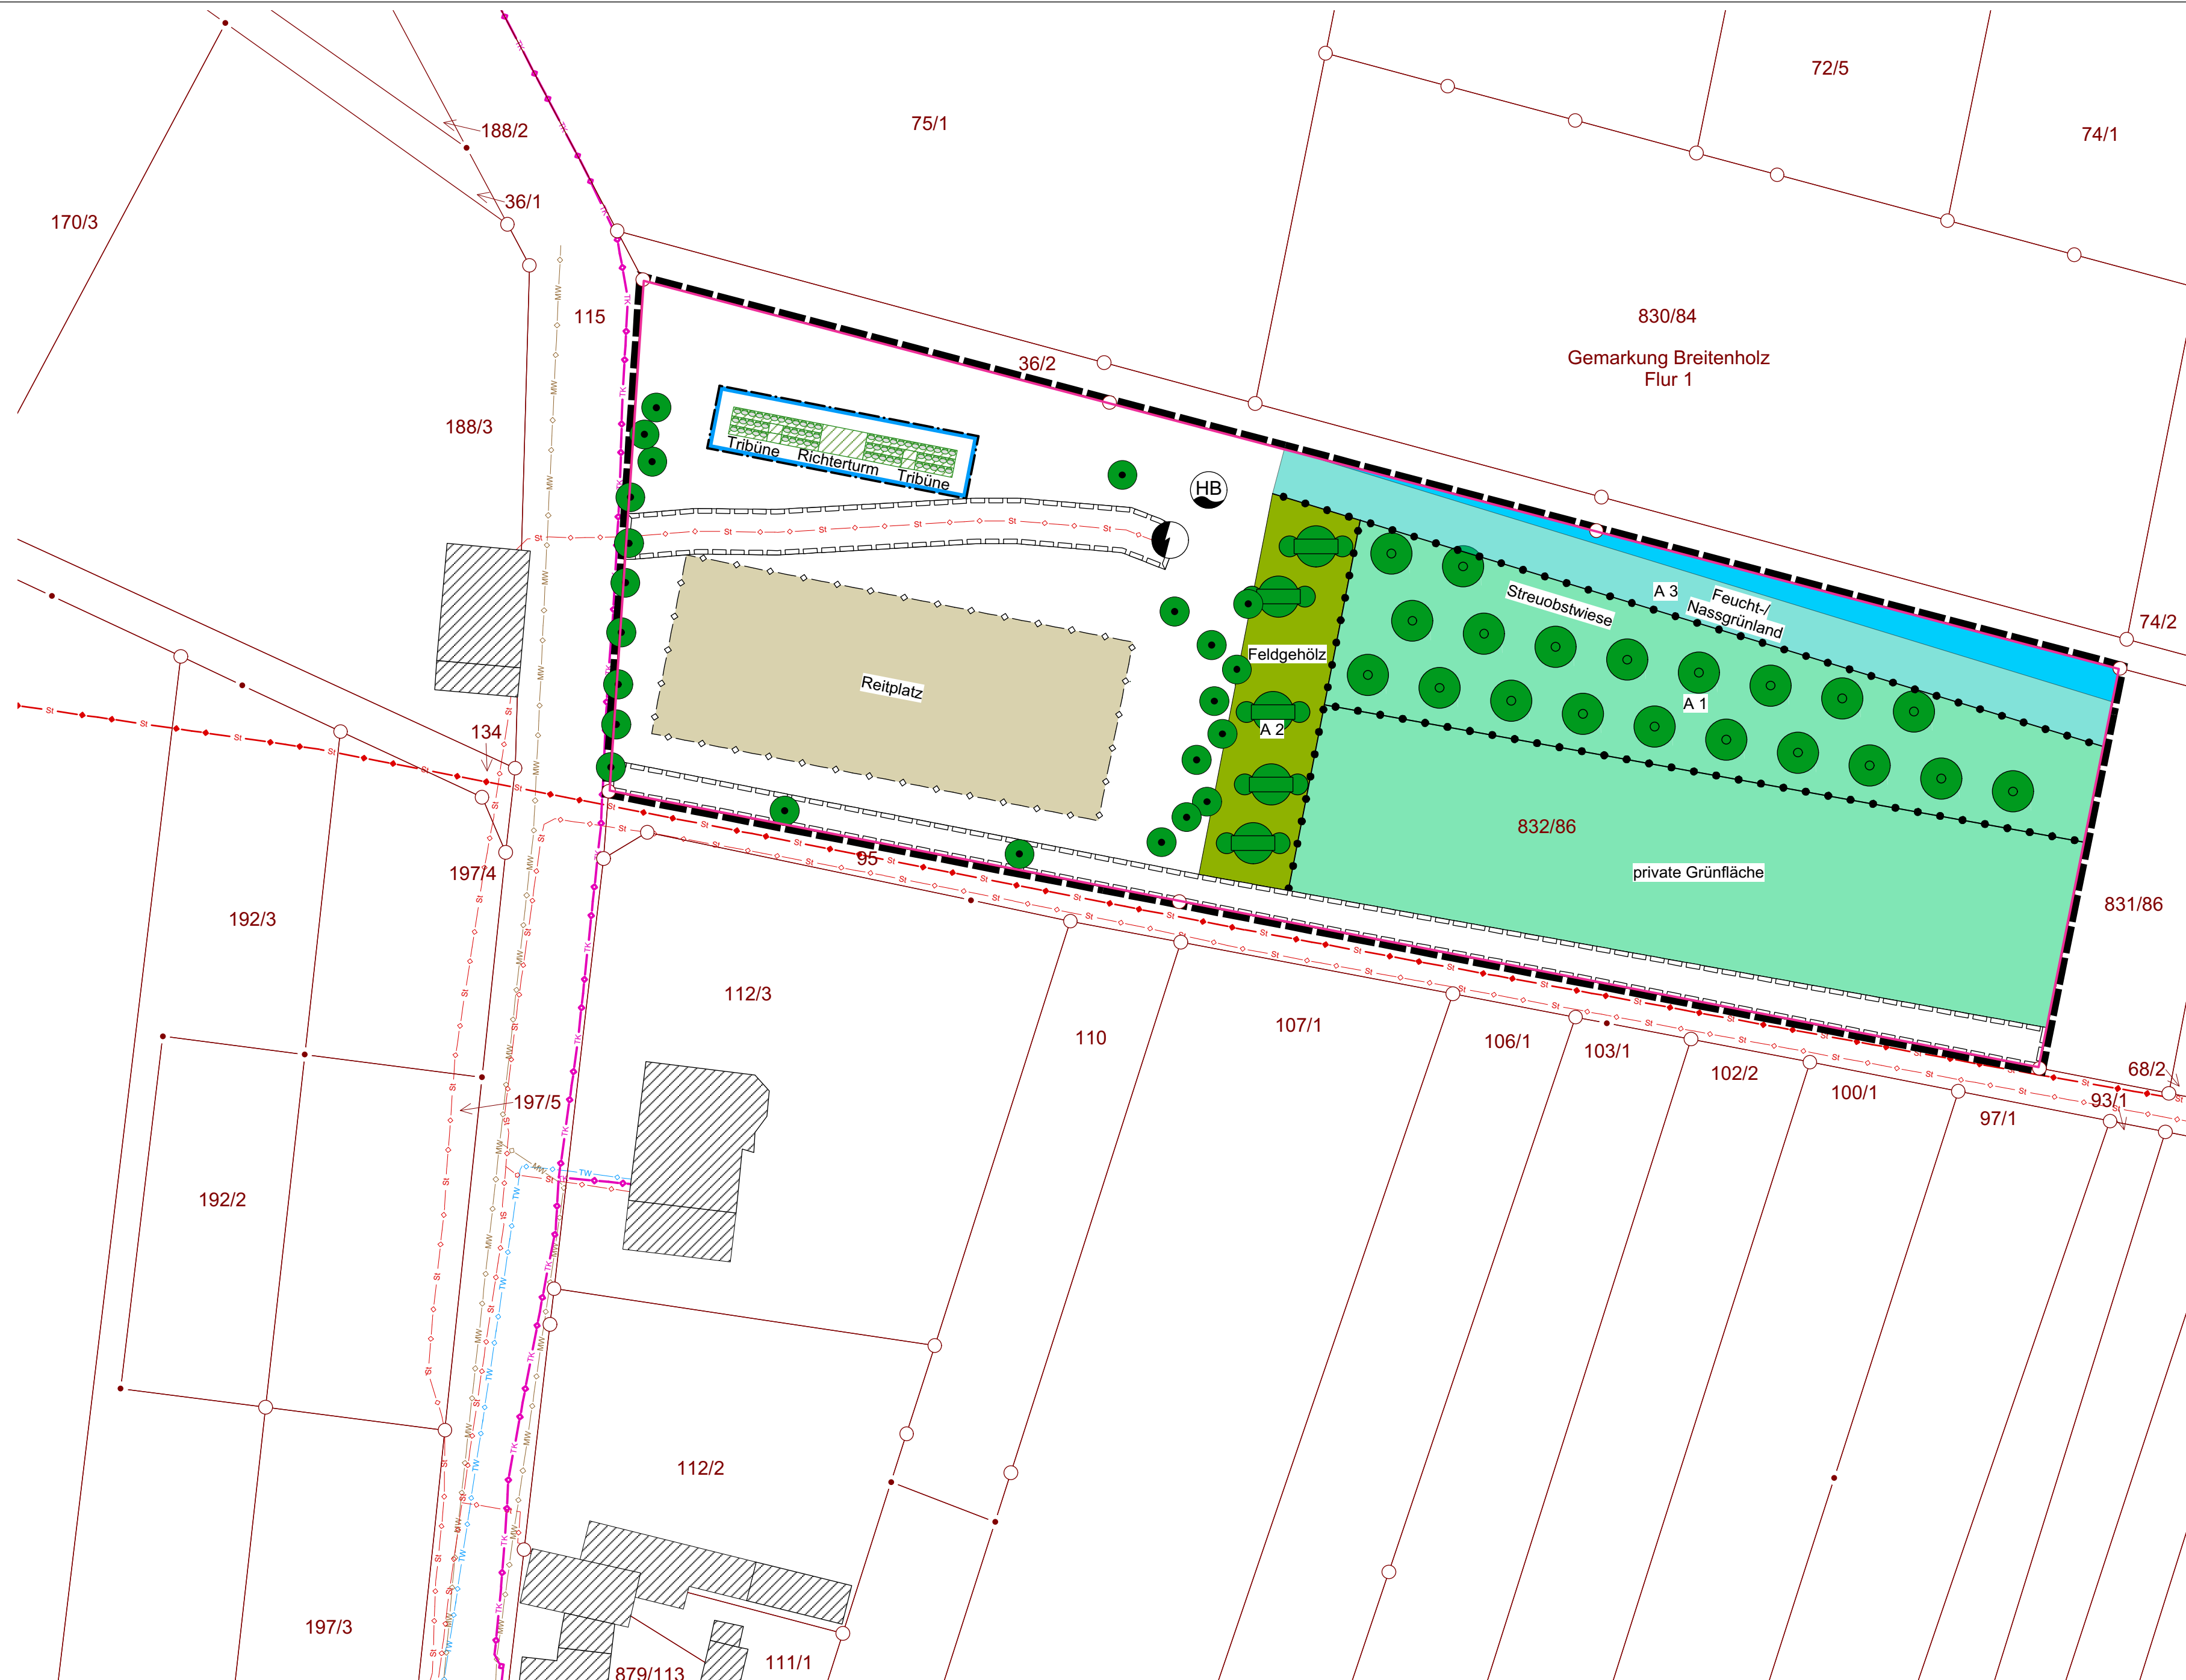 72/5
75/1
74/1
188/2
36/1
170/3
115
830/84
Gemarkung Breitenholz
Flur 1
36/2
188/3
Tribüne
Richterturm
Tribüne
HB
A 3
Feucht-/
Nassgrünland
Streuobstwiese
74/2
Feldgehölz
Reitplatz
A 1
A 2
134
832/86
95
197/4
private Grünfläche
831/86
192/3
112/3
110
107/1
106/1
103/1
102/2
100/1
68/2
93/1
97/1
197/5
192/2
112/2
197/3
111/1
879/113
TK
MW
St
TW